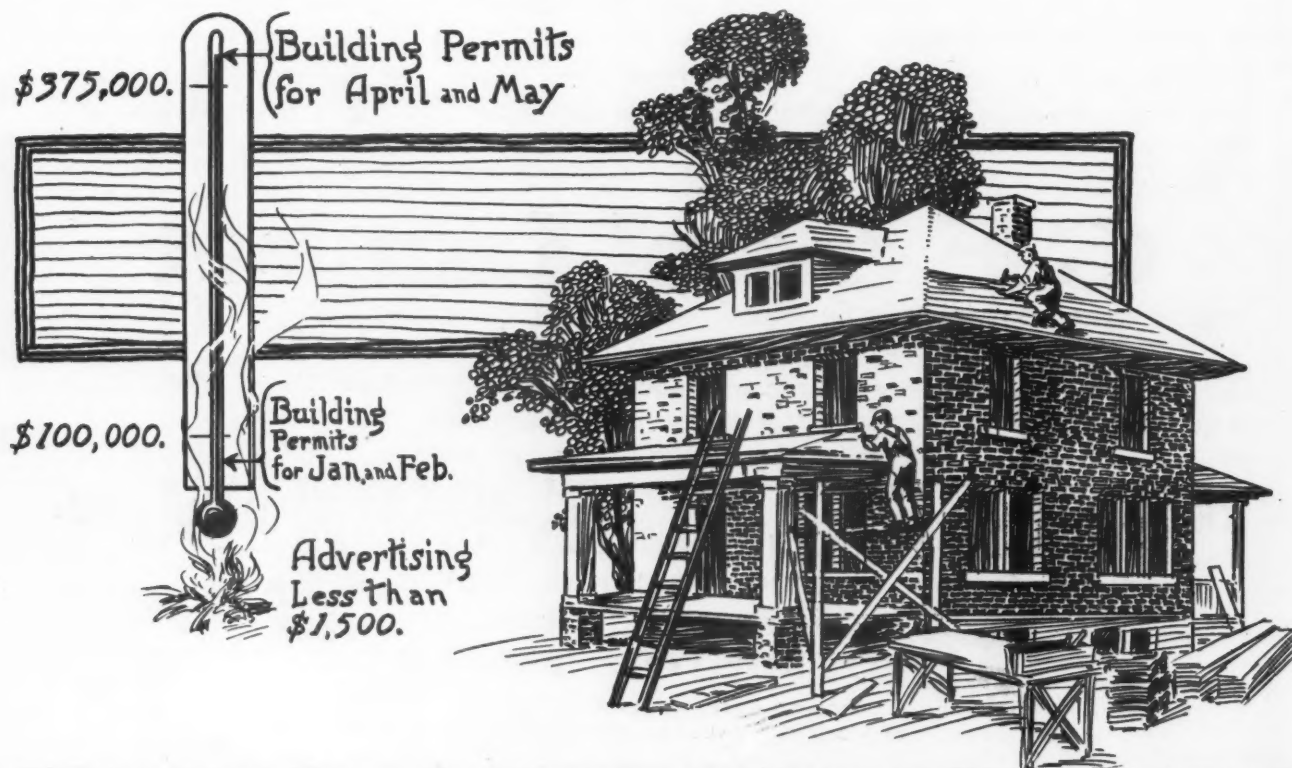 $375,000.
Building Permits
for April and May
$100,000.
Building
Permits
for Jan, and Feb.
Advertising
Less than
$1,500.